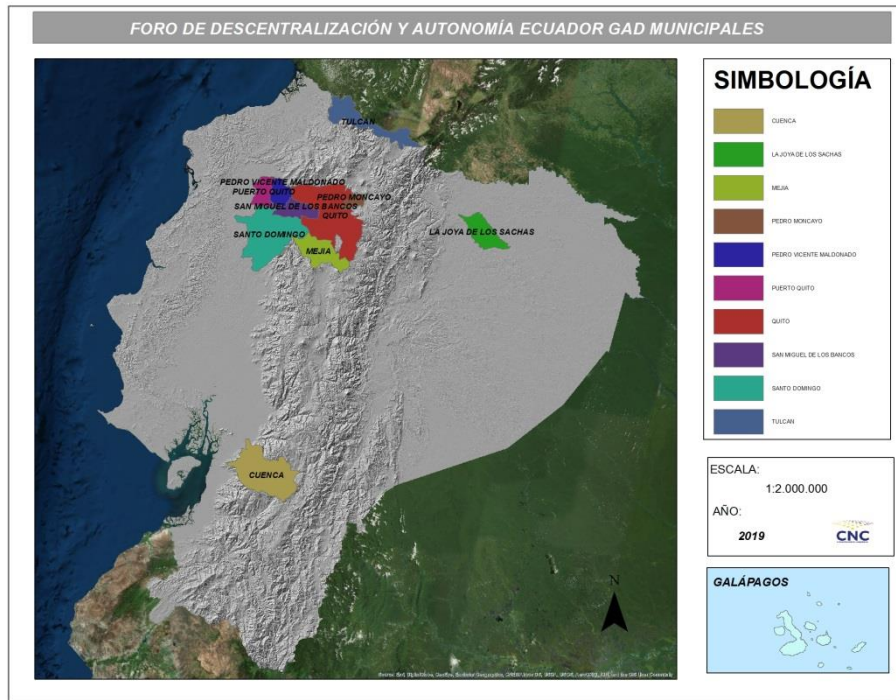 FORO DE DESCENTRALIZACIÓN Y AUTONOMÍA ECUADOR GAD MUNICIPALES
TULCAN
PEDRO VICENTE MALDONADO
PUERTO QUITO
PEDRO MONCAYO
SAN MIGUEL DE LOS BANCOS
QUITO
SANTO DOMINGO
MEJIA
LA JOYA DE LOS SACHAS
CUENCA
N
SIMBOLOGÍA
CUENCA
LA JOYA DE LOS SACHAS
MEJIA
PEDRO MONCAYO
PEDRO VICENTE MALDONADO
PUERTO QUITO
QUITO
SAN MIGUEL DE LOS BANCOS
SANTO DOMINGO
TULCAN
ESCALA:
1:2.000.000
AÑO:
2019
CNC
GALÁPAGOS